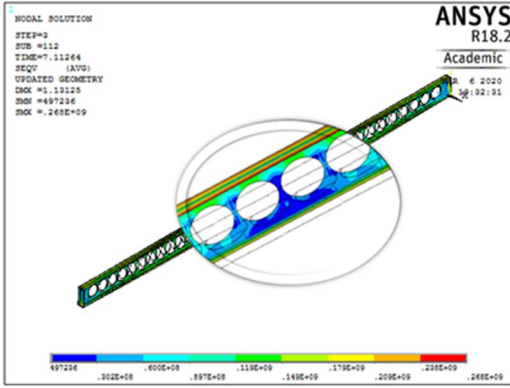 1
NODAL SOLUTION
STEP=3
SUB =112
TIME=7.11264
SEQV (AVG)
UPDATED GEOMETRY
DMX =1.13125
SMN =497236
SMX =.268E+09
ANSYS
R18.2
Academic
6 2020
:32:31
497236 .302E+08 .600E+08 .897E+08 .119E+09 .149E+09 .179E+09 .209E+09 .238E+09 .268E+09